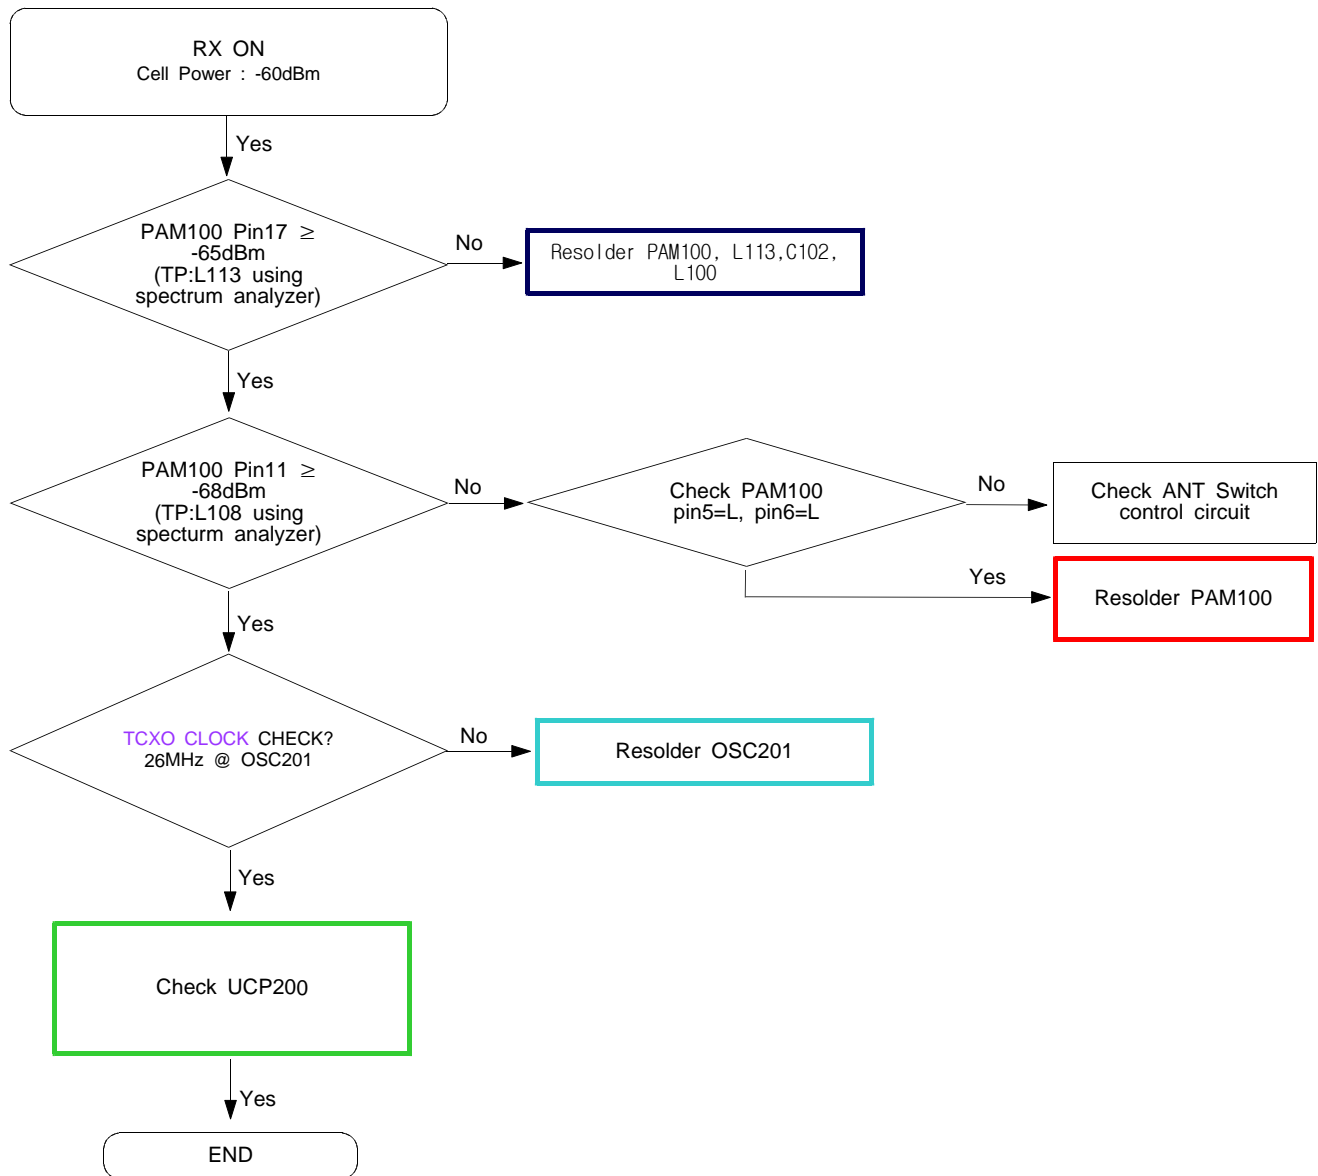 RX ON
Cell Power : -60dBm
Yes
PAM100 Pin17 ≥
-65dBm
(TP:L113 using
spectrum analyzer)
No
Resolder PAM100, L113,C102,
L100
Yes
PAM100 Pin11 ≥
-68dBm
(TP:L108 using
specturm analyzer)
No
Check PAM100
pin5=L, pin6=L
No
Check ANT Switch
control circuit
Yes
Resolder PAM100
Yes
TCXO CLOCK CHECK?
26MHz @ OSC201
No
Resolder OSC201
Yes
Check UCP200
Yes
END